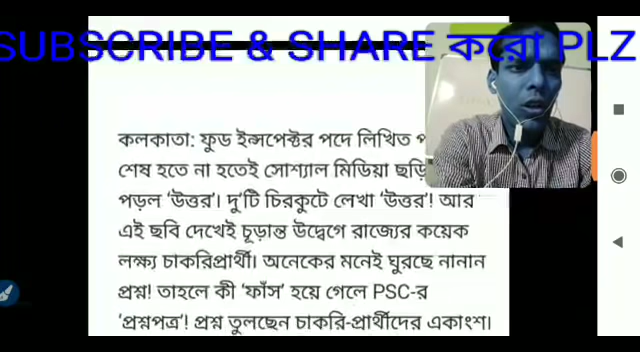 SUBSCRIBE & SHARE করো PLZ
কলকাতা: ফুড ইন্সপেক্টর পদে লিখিত
শেষ হতে না হতেই সোশ্যাল মিডিয়া
পড়ল 'উত্তর'। দু'টি চিরকুটে লেখা 'উত্তর'! আর
এই ছবি দেখেই চূড়ান্ত উদ্বেগে রাজ্যের কয়েক
লক্ষ্য চাকরিপ্রার্থী। অনেকের মনেই ঘুরছে নানান
প্রশ্ন! তাহলে কী 'ফাঁস' হয়ে গেলে PSC-র
'প্রশ্নপত্র'! প্রশ্ন তুলছেন চাকরি-প্রার্থীদের একাংশ।